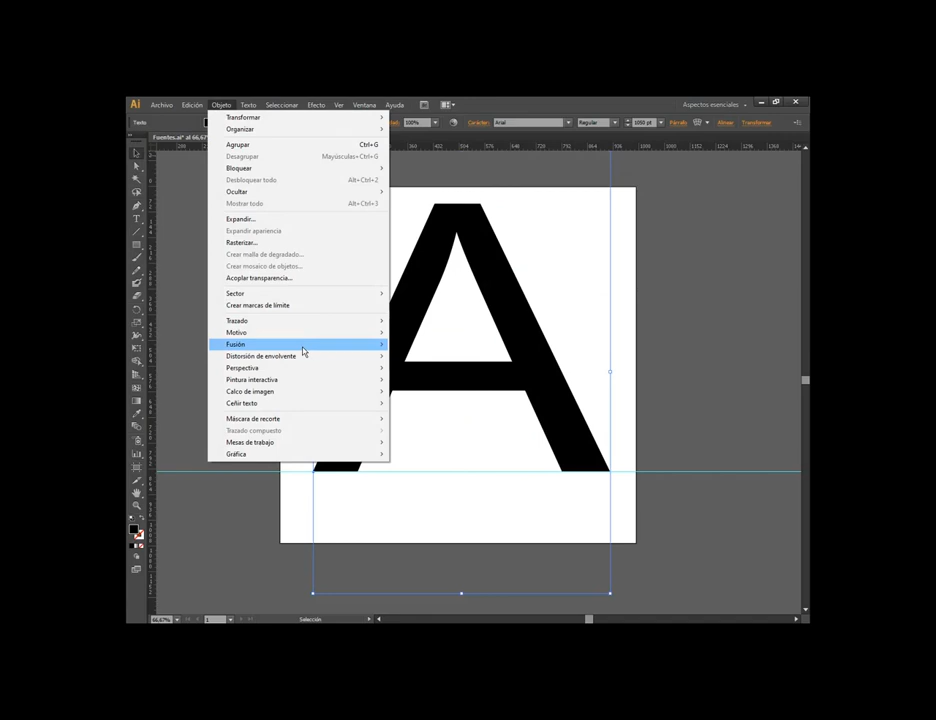 Ai Archivo Edición Objeto Texto Seleccionar Efecto Ver Ventana Ayuda Aspectos esenciales
Texto 100% Carácter: Arial Regular 1050 pt Párrafo Alinear Transformar
Fuentes.ai* al 66,67
Transformar
Organizar
Agrupar Ctrl+G
Desagrupar Mayúsculas+Ctrl+G
Bloquear
Desbloquear todo Alt+Ctrl+2
Ocultar
Mostrar todo Alt+Ctrl+3
Expandir...
Expandir apariencia
Rasterizar...
Crear malla de degradado...
Crear mosaico de objetos...
Acoplar transparencia...
Sector
Crear marcas de límite
Trazado
Motivo
Fusión
Distorsión de envolvente
Perspectiva
Pintura interactiva
Calco de imagen
Ceñir texto
Máscara de recorte
Trazado compuesto
Mesas de trabajo
Gráfica
A
66,67% 1 Selección